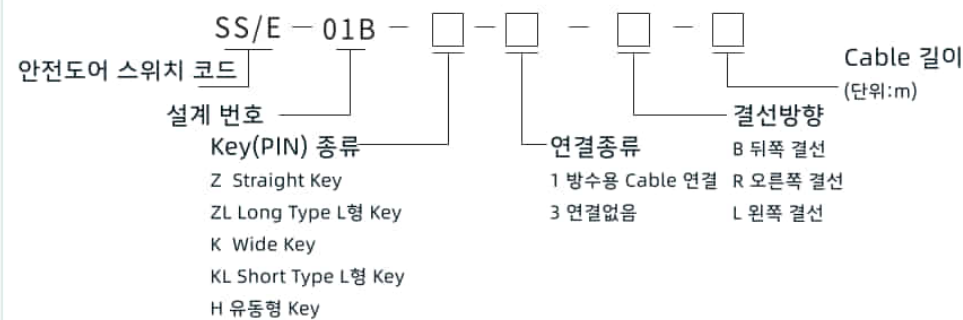 SS/E - 01B - □ - □ - □ - □
안전도어 스위치 코드
설계 번호
Key(PIN) 종류
Z Straight Key
ZL Long Type L형 Key
K Wide Key
KL Short Type L형 Key
H 유동형 Key
연결종류
1 방수용 Cable 연결
3 연결없음
결선방향
B 뒤쪽 결선
R 오른쪽 결선
L 왼쪽 결선
Cable 길이
(단위:m)